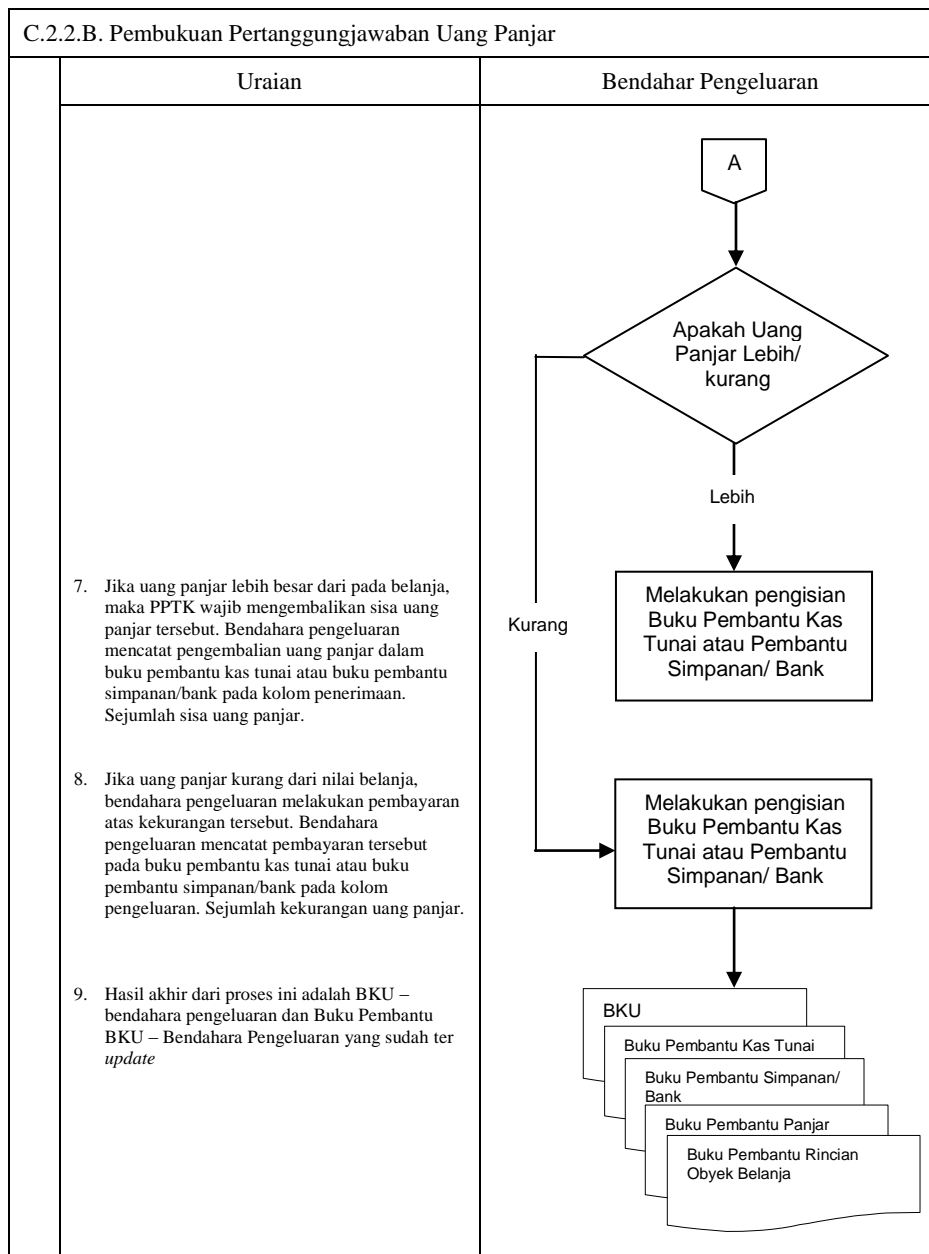 C.2.2.B. Pembukuan Pertanggungjawaban Uang Panjar
Uraian
Bendahar Pengeluaran
7. Jika uang panjar lebih besar dari pada belanja,
maka PPTK wajib mengembalikan sisa uang
panjar tersebut. Bendahara pengeluaran
mencatat pengembalian uang panjar dalam
buku pembantu kas tunai atau buku pembantu
simpanan/bank pada kolom penerimaan.
Sejumlah sisa uang panjar.
8. Jika uang panjar kurang dari nilai belanja,
bendahara pengeluaran melakukan pembayaran
atas kekurangan tersebut. Bendahara
pengeluaran mencatat pembayaran tersebut
pada buku pembantu kas tunai atau buku
pembantu simpanan/bank pada kolom
pengeluaran. Sejumlah kekurangan uang panjar.
9. Hasil akhir dari proses ini adalah BKU –
bendahara pengeluaran dan Buku Pembantu
BKU – Bendahara Pengeluaran yang sudah ter
update
A
Apakah Uang
Panjar Lebih/
kurang
Lebih
Kurang
Melakukan pengisian
Buku Pembantu Kas
Tunai atau Pembantu
Simpanan/ Bank
Melakukan pengisian
Buku Pembantu Kas
Tunai atau Pembantu
Simpanan/ Bank
BKU
Buku Pembantu Kas Tunai
Buku Pembantu Simpanan/
Bank
Buku Pembantu Panjar
Buku Pembantu Rincian
Obyek Belanja